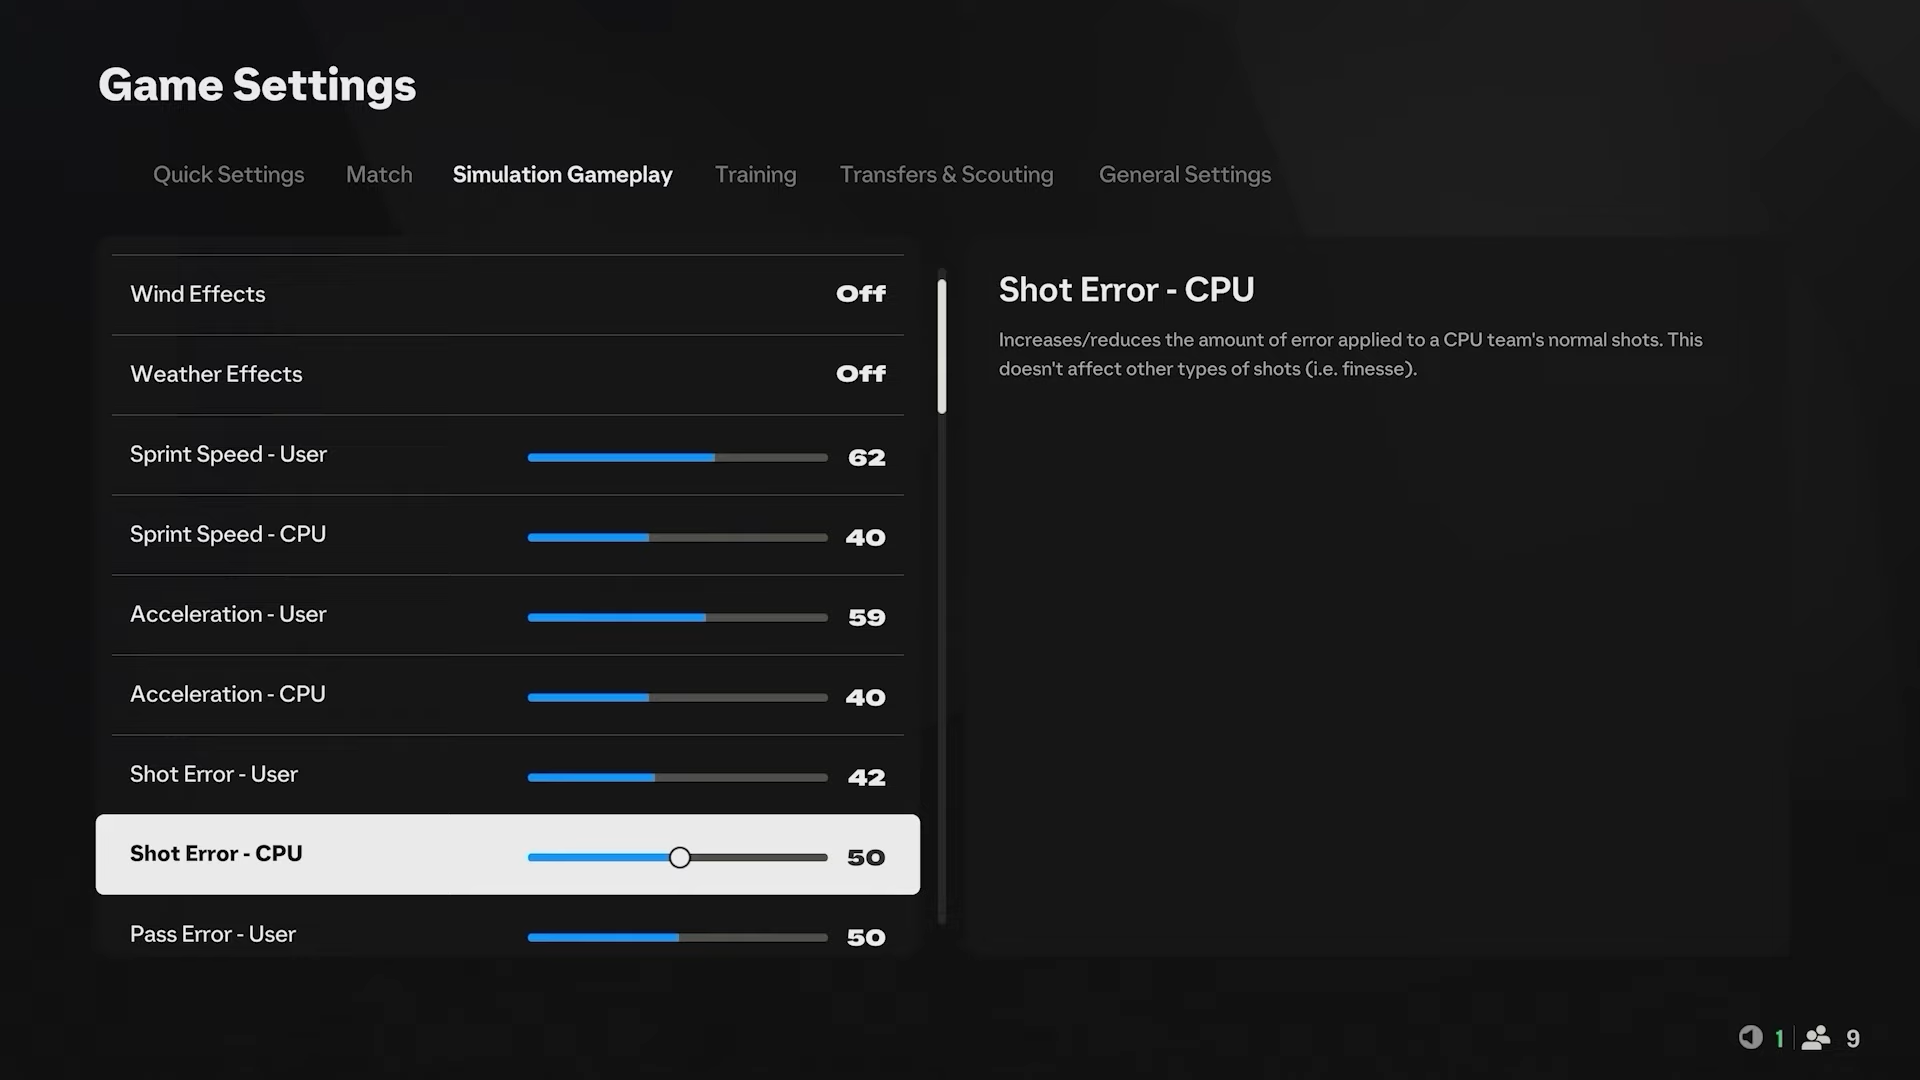 Game Settings
Quick Settings Match Simulation Gameplay Training Transfers & Scouting General Settings
Wind Effects Off
Weather Effects Off
Sprint Speed - User 62
Sprint Speed - CPU 40
Acceleration - User 59
Acceleration - CPU 40
Shot Error - User 42
Shot Error - CPU 50
Pass Error - User 50
Shot Error - CPU
Increases/reduces the amount of error applied to a CPU team's normal shots. This
doesn't affect other types of shots (i.e. finesse).
1 9